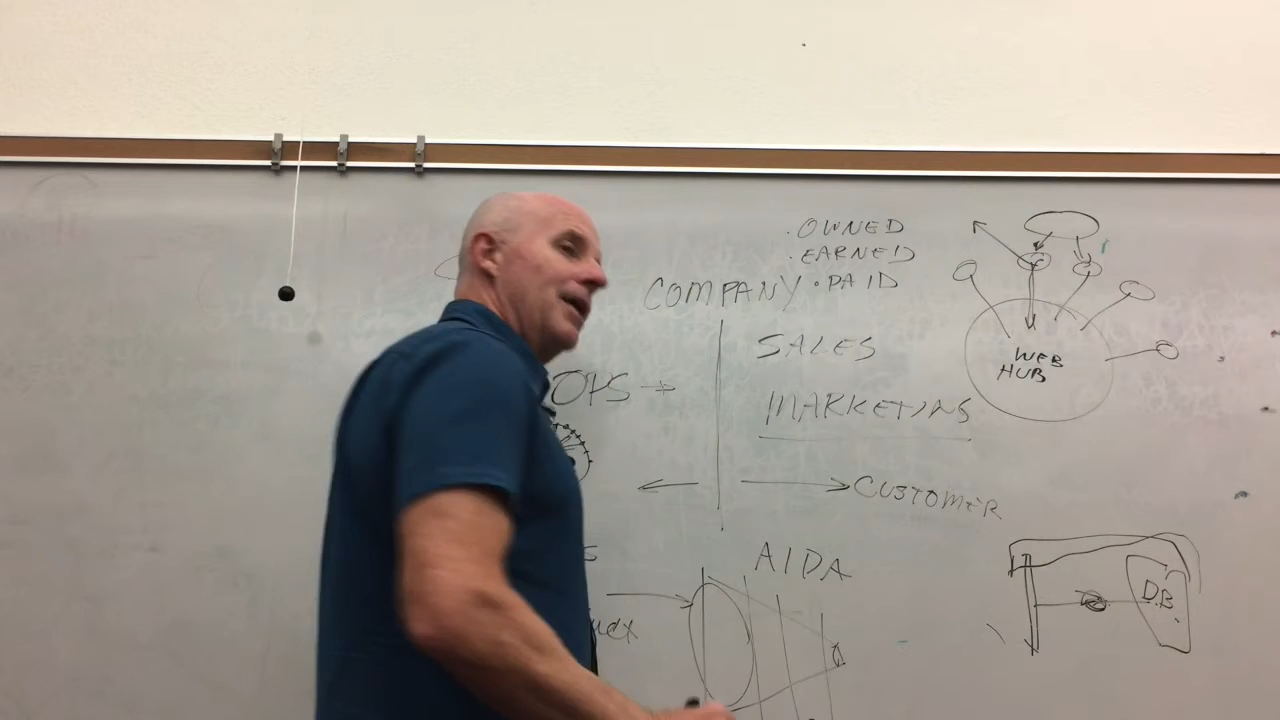 . OWNED
. EARNED
COMPANY • PAID
SALES
OPS
MARKETING
WEB
HUB
CUSTOMER
AIDA
D.B.